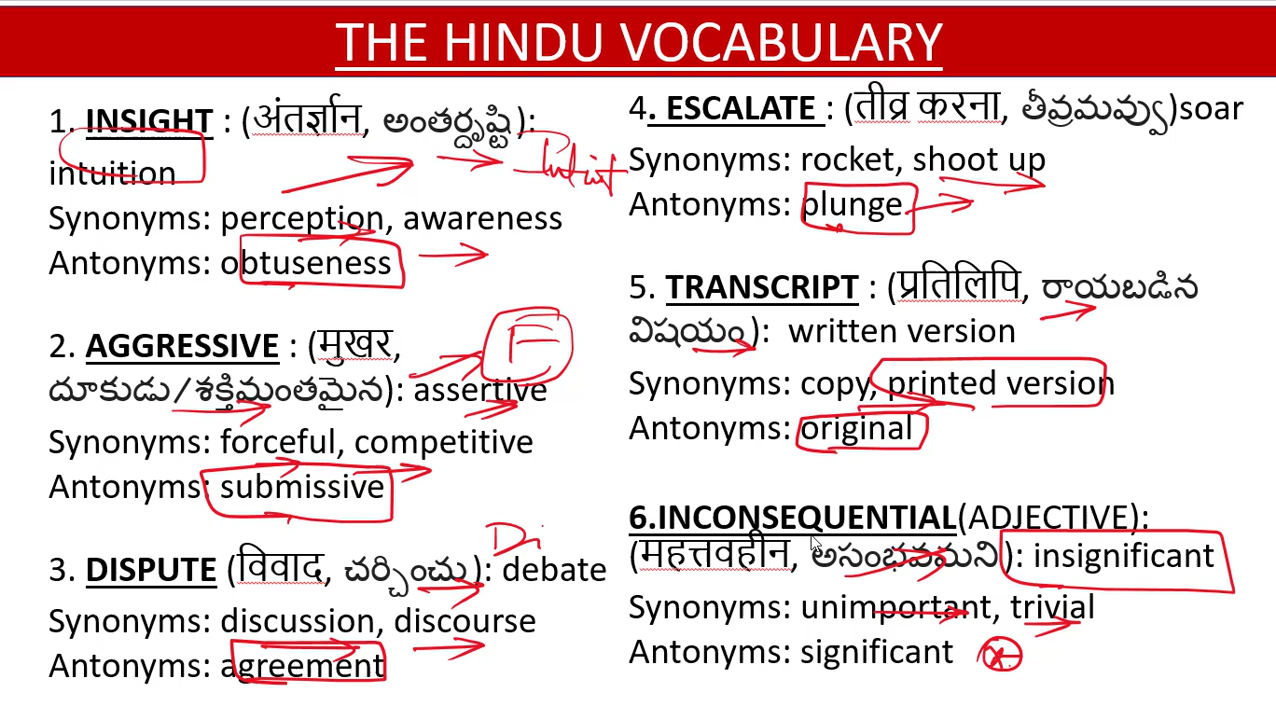 THE HINDU VOCABULARY
1. INSIGHT : (अंतर्ज्ञान, అంతర్దృష్టి):
intuition
Synonyms: perception, awareness
Antonyms: obtuseness
2. AGGRESSIVE : (मुखर,
దూకుడు/శక్తిమంతమైన): assertive
Synonyms: forceful, competitive
Antonyms: submissive
3. DISPUTE (विवाद, చర్చించు): debate
Synonyms: discussion, discourse
Antonyms: agreement
4. ESCALATE : (तीव्र करना, తీవ్రమవ్వు)soar
Synonyms: rocket, shoot up
Antonyms: plunge
5. TRANSCRIPT : (प्रतिलिपि, రాయబడిన
విషయం): written version
Synonyms: copy, printed version
Antonyms: original
6.INCONSEQUENTIAL(ADJECTIVE):
(महत्तवहीन, అసంభవమని): insignificant
Synonyms: unimportant, trivial
Antonyms: significant
F
Di